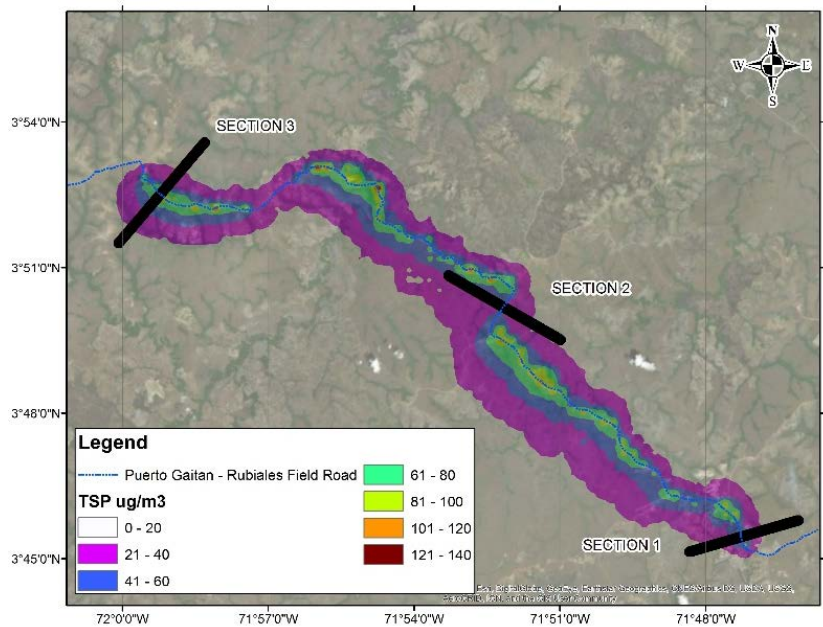 N
W E
S
3°54'0"N
SECTION 3
3°51'0"N
SECTION 2
3°48'0"N
Legend
Puerto Gaitan - Rubiales Field Road
TSP ug/m3
0 - 20
21 - 40
41 - 60
61 - 80
81 - 100
101 - 120
121 - 140
SECTION 1
3°45'0"N
72°0'0"W 71°57'0"W 71°54'0"W 71°51'0"W 71°48'0"W